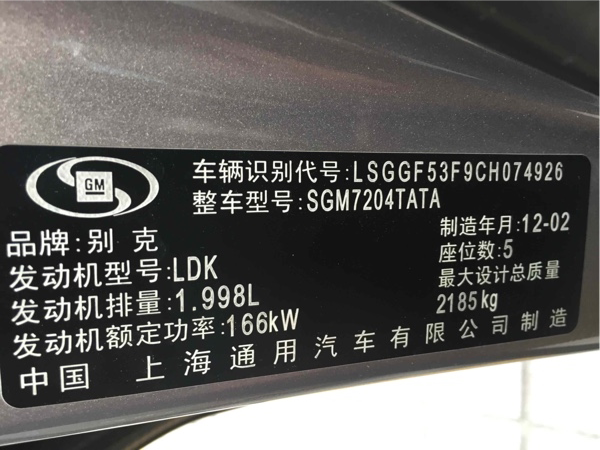 GM
车辆识别代号:LSGGF53F9CH074926
整车型号:SGM7204TATA
品牌:别克
制造年月:12-02
发动机型号:LDK
座位数:5
发动机排量:1.998L
最大设计总质量
2185kg
发动机额定功率:166kW
中国 上海通用汽车有限公司制造